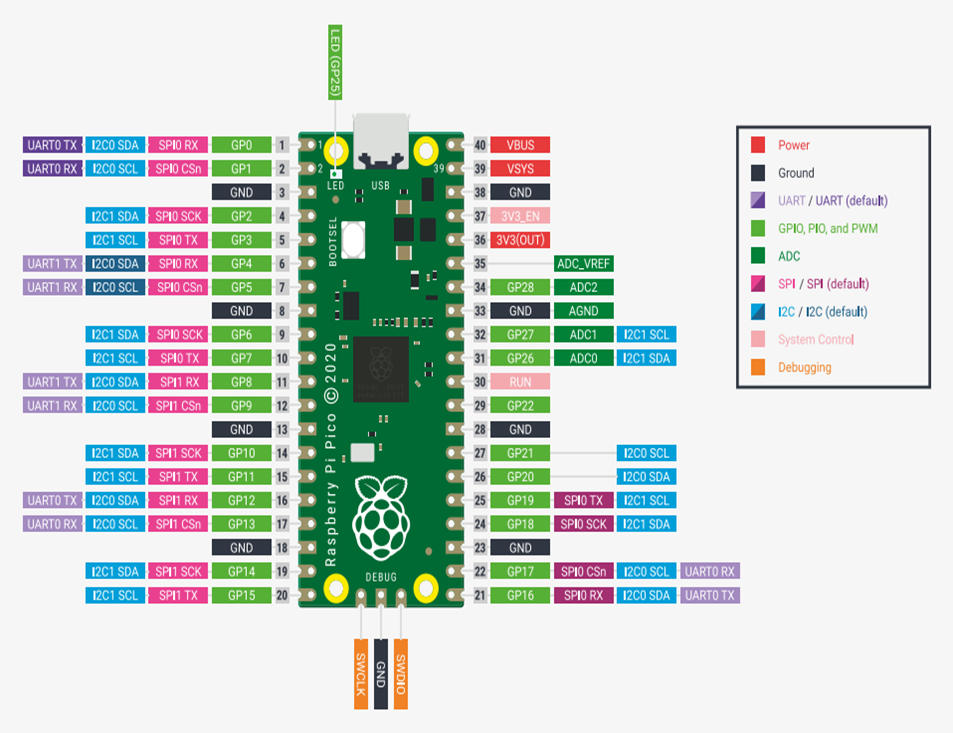 LED (GP25)
UART0 TX I2C0 SDA SPI0 RX GP0 1 1 40 VBUS
UART0 RX I2C0 SCL SPI0 CSn GP1 2 2 39 39 VSYS
GND 3 LED USB 38 GND
I2C1 SDA SPI0 SCK GP2 4 37 3V3_EN
I2C1 SCL SPI0 TX GP3 5 BOOTSEL 36 3V3(OUT)
UART1 TX I2C0 SDA SPI0 RX GP4 6 35 ADC_VREF
UART1 RX I2C0 SCL SPI0 CSn GP5 7 34 GP28 ADC2
GND 8 33 GND AGND
I2C1 SDA SPI0 SCK GP6 9 32 GP27 ADC1 I2C1 SCL
I2C1 SCL SPI0 TX GP7 10 31 GP26 ADC0 I2C1 SDA
UART1 TX I2C0 SDA SPI1 RX GP8 11 30 RUN
UART1 RX I2C0 SCL SPI1 CSn GP9 12 29 GP22
GND 13 28 GND
I2C1 SDA SPI1 SCK GP10 14 27 GP21 I2C0 SCL
I2C1 SCL SPI1 TX GP11 15 26 GP20 I2C0 SDA
UART0 TX I2C0 SDA SPI1 RX GP12 16 25 GP19 SPI0 TX I2C1 SCL
UART0 RX I2C0 SCL SPI1 CSn GP13 17 24 GP18 SPI0 SCK I2C1 SDA
GND 18 23 GND
I2C1 SDA SPI1 SCK GP14 19 22 GP17 SPI0 CSn I2C0 SCL UART0 RX
I2C1 SCL SPI1 TX GP15 20 21 GP16 SPI0 RX I2C0 SDA UART0 TX
Raspberry Pi Pico © 2020
DEBUG
SWCLK GND SWDIO
Power
Ground
UART / UART (default)
GPIO, PIO, and PWM
ADC
SPI / SPI (default)
I2C / I2C (default)
System Control
Debugging